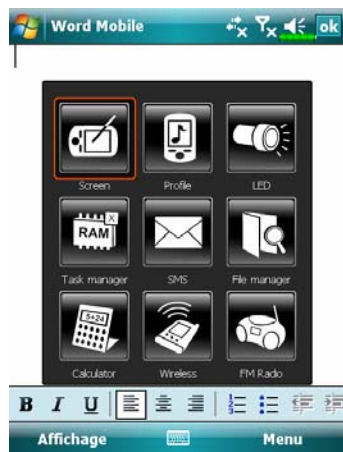 Word Mobile ok
Screen Profile LED
RAM
Task manager SMS File manager
5+24
Calculator Wireless FM Radio
B I U
Affichage Menu